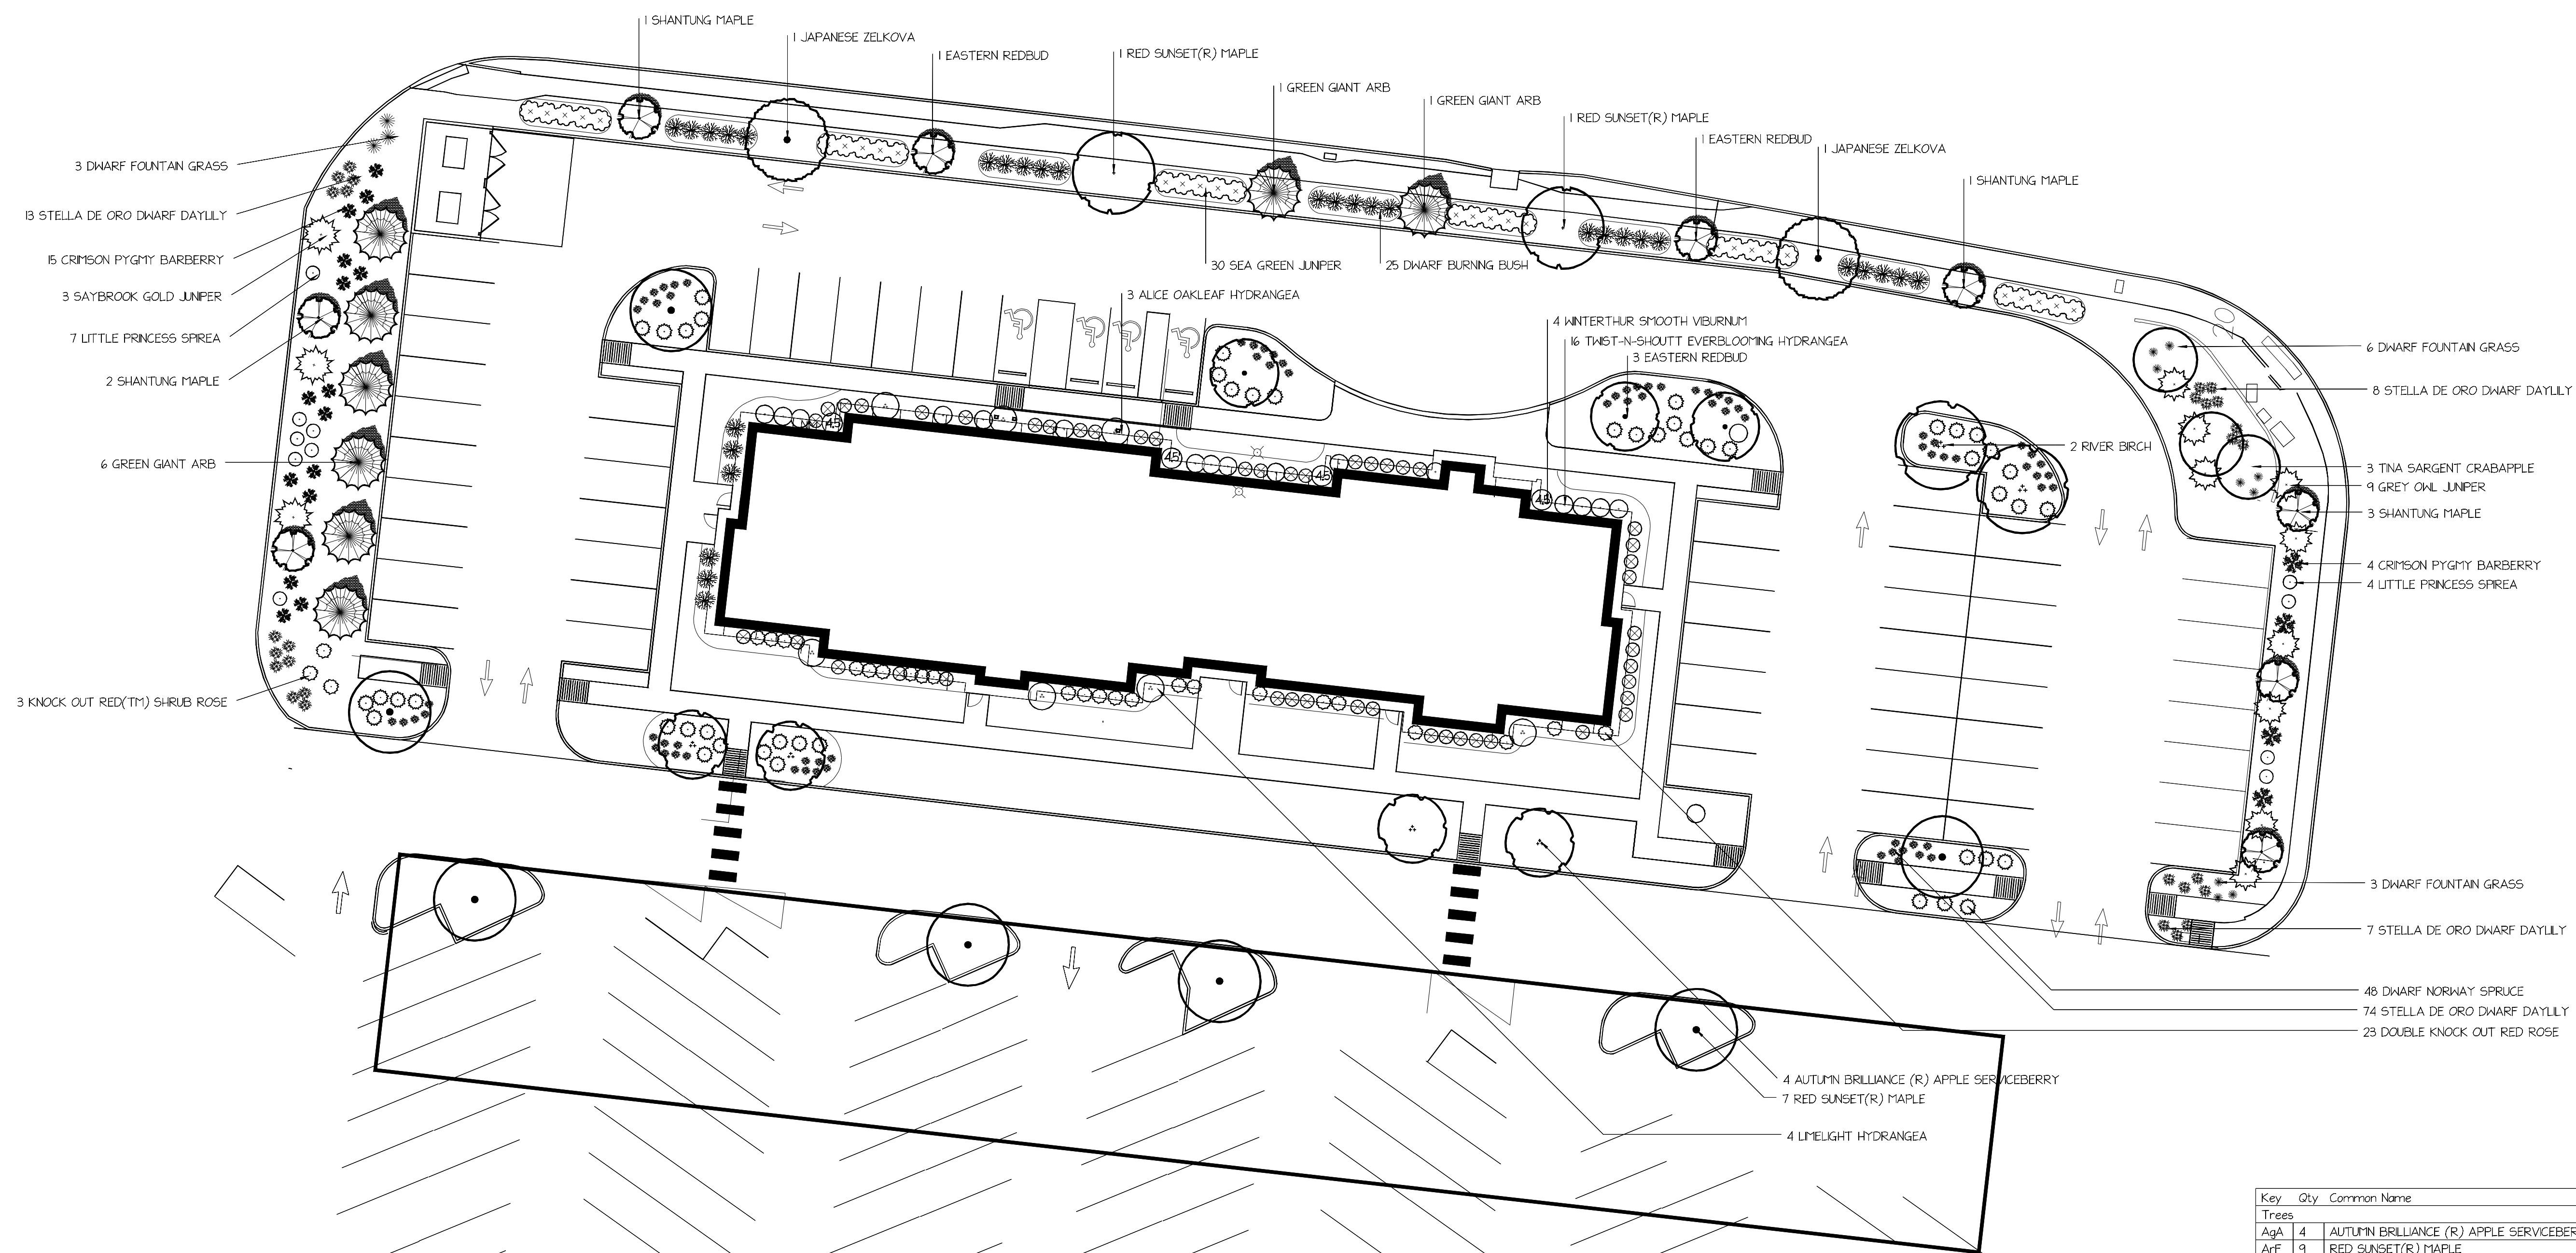 1 SHANTUNG MAPLE
1 JAPANESE ZELKOVA
1 EASTERN REDBUD
1 RED SUNSET(R) MAPLE
1 GREEN GIANT ARB
1 GREEN GIANT ARB
1 RED SUNSET(R) MAPLE
1 EASTERN REDBUD
1 JAPANESE ZELKOVA
1 SHANTUNG MAPLE
3 DWARF FOUNTAIN GRASS
13 STELLA DE ORO DWARF DAYLILY
15 CRIMSON PYGMY BARBERRY
3 SAYBROOK GOLD JUNIPER
7 LITTLE PRINCESS SPIREA
2 SHANTUNG MAPLE
6 GREEN GIANT ARB
3 KNOCK OUT RED(TM) SHRUB ROSE
30 SEA GREEN JUNIPER
25 DWARF BURNING BUSH
3 ALICE OAKLEAF HYDRANGEA
4 WINTERTHUR SMOOTH VIBURNUM
16 TWIST-N-SHOUTT EVERBLOOMING HYDRANGEA
3 EASTERN REDBUD
45
45
45
45
2 RIVER BIRCH
6 DWARF FOUNTAIN GRASS
8 STELLA DE ORO DWARF DAYLILY
3 TINA SARGENT CRABAPPLE
9 GREY OWL JUNIPER
3 SHANTUNG MAPLE
4 CRIMSON PYGMY BARBERRY
4 LITTLE PRINCESS SPIREA
3 DWARF FOUNTAIN GRASS
7 STELLA DE ORO DWARF DAYLILY
48 DWARF NORWAY SPRUCE
74 STELLA DE ORO DWARF DAYLILY
23 DOUBLE KNOCK OUT RED ROSE
4 AUTUMN BRILLIANCE (R) APPLE SERVICEBERRY
7 RED SUNSET(R) MAPLE
4 LIMELIGHT HYDRANGEA
Key Qty Common Name
Trees
AgA 4 AUTUMN BRILLIANCE (R) APPLE SERVICEBER
ArF 9 RED SUNSET(R) MAPLE